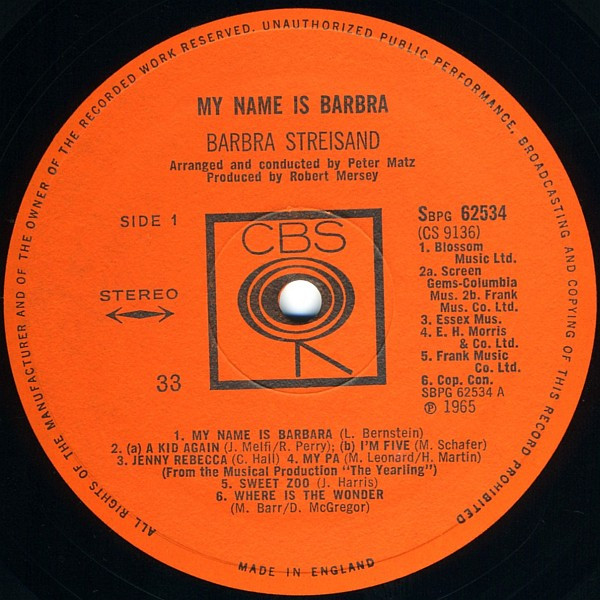 ALL RIGHTS OF THE MANUFACTURER AND OF THE OWNER OF THE RECORDED WORK RESERVED. UNAUTHORIZED PUBLIC PERFORMANCE, BROADCASTING AND COPYING OF THIS RECORD PROHIBITED
MY NAME IS BARBRA
BARBRA STREISAND
Arranged and conducted by Peter Matz
Produced by Robert Mersey
SIDE 1
STEREO
33
CBS
SBPG 62534
(CS 9136)
1. Blossom
Music Ltd.
2a. Screen
Gems-Columbia
Mus. 2b. Frank
Mus. Co. Ltd.
3. Essex Mus.
4. E. H. Morris
& Co. Ltd.
5. Frank Music
Co. Ltd.
6. Cop. Con.
SBPG 62534 A
℗ 1965
1. MY NAME IS BARBARA (L. Bernstein)
2. (a) A KID AGAIN (J. Melfi/R. Perry); (b) I'M FIVE (M. Schafer)
3. JENNY REBECCA (C. Hall) 4. MY PA (M. Leonard/H. Martin)
(From the Musical Production "The Yearling")
5. SWEET ZOO (J. Harris)
6. WHERE IS THE WONDER
(M. Barr/D. McGregor)
MADE IN ENGLAND